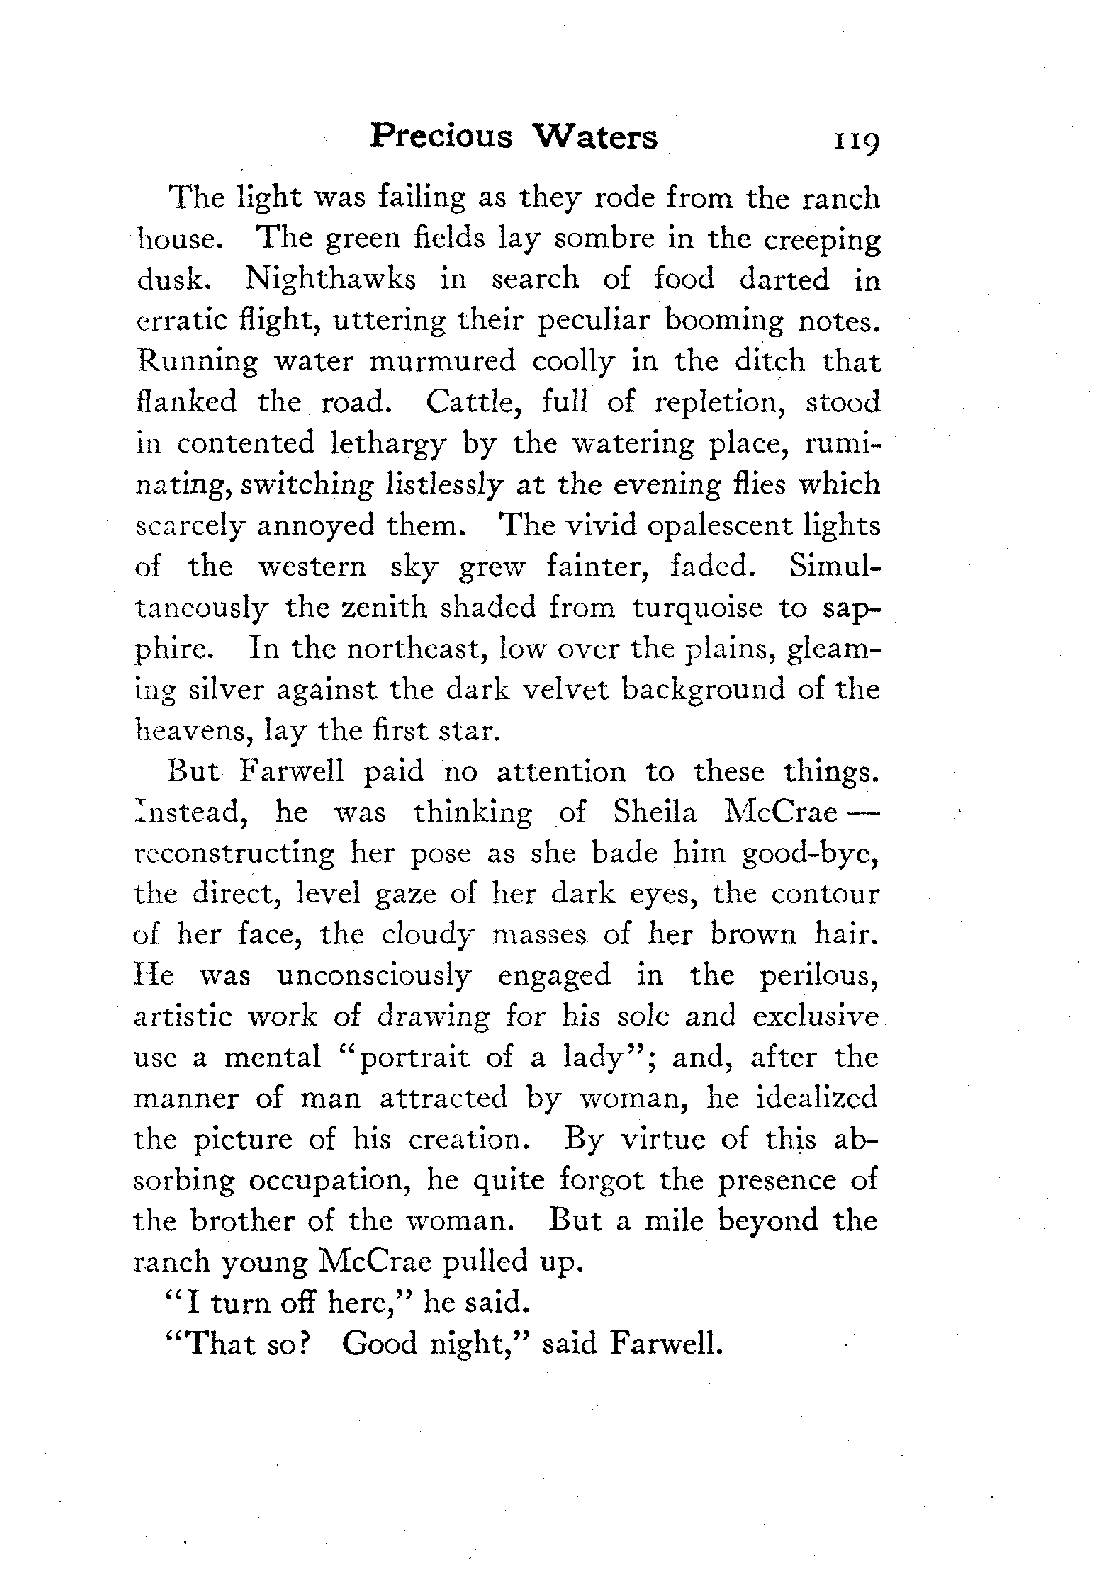 Precious Waters 119
The light was failing as they rode from the ranch
house. The green fields lay sombre in the creeping
dusk. Nighthawks in search of food darted in
erratic flight, uttering their peculiar booming notes.
Running water murmured coolly in the ditch that
flanked the road. Cattle, full of repletion, stood
in contented lethargy by the watering place, rumi-
nating, switching listlessly at the evening flies which
scarcely annoyed them. The vivid opalescent lights
of the western sky grew fainter, faded. Simul-
taneously the zenith shaded from turquoise to sap-
phire. In the northeast, low over the plains, gleam-
ing silver against the dark velvet background of the
heavens, lay the first star.
But Farwell paid no attention to these things.
Instead, he was thinking of Sheila McCrae —
reconstructing her pose as she bade him good-bye,
the direct, level gaze of her dark eyes, the contour
of her face, the cloudy masses of her brown hair.
He was unconsciously engaged in the perilous,
artistic work of drawing for his sole and exclusive
use a mental "portrait of a lady"; and, after the
manner of man attracted by woman, he idealized
the picture of his creation. By virtue of this ab-
sorbing occupation, he quite forgot the presence of
the brother of the woman. But a mile beyond the
ranch young McCrae pulled up.
"I turn off here," he said.
"That so? Good night," said Farwell.